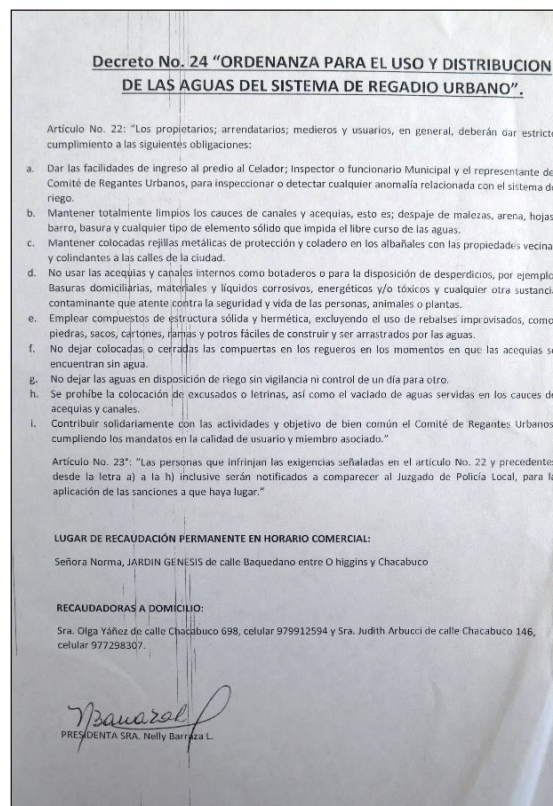 Decreto No. 24 “ORDENANZA PARA EL USO Y DISTRIBUCION
DE LAS AGUAS DEL SISTEMA DE REGADIO URBANO”.
Artículo No. 22: “Los propietarios; arrendatarios; medieros y usuarios, en general, deberán dar estricto
cumplimiento a las siguientes obligaciones:
a. Dar las facilidades de ingreso al predio al Celador; Inspector o funcionario Municipal y el representante de
Comité de Regantes Urbanos, para inspeccionar o detectar cualquier anomalía relacionada con el sistema de
riego.
b. Mantener totalmente limpios los cauces de canales y acequias, esto es; despaje de malezas, arena, hojas
barro, basura y cualquier tipo de elemento sólido que impida el libre curso de las aguas.
c. Mantener colocadas rejillas metálicas de protección y coladero en los albañales con las propiedades vecina
y colindantes a las calles de la ciudad.
d. No usar las acequias y canales internos como botaderos o para la disposición de desperdicios, por ejemplo
Basuras domiciliarias, materiales y líquidos corrosivos, energéticos y/o tóxicos y cualquier otra sustancia
contaminante que atente contra la seguridad y vida de las personas, animales o plantas.
e. Emplear compuestos de estructura sólida y hermética, excluyendo el uso de rebalses improvisados, como
piedras, sacos, cartones, ramas y potros fáciles de construir y ser arrastrados por las aguas.
f. No dejar colocadas o cerradas las compuertas en los regueros en los momentos en que las acequias se
encuentran sin agua.
g. No dejar las aguas en disposición de riego sin vigilancia ni control de un día para otro.
h. Se prohíbe la colocación de excusados o letrinas, así como el vaciado de aguas servidas en los cauces de
acequias y canales.
i. Contribuir solidariamente con las actividades y objetivo de bien común el Comité de Regantes Urbanos
cumpliendo los mandatos en la calidad de usuario y miembro asociado.”
Artículo No. 23°: “Las personas que infrinjan las exigencias señaladas en el artículo No. 22 y precedentes
desde la letra a) a la h) inclusive serán notificados a comparecer al Juzgado de Policía Local, para la
aplicación de las sanciones a que haya lugar.”
LUGAR DE RECAUDACIÓN PERMANENTE EN HORARIO COMERCIAL:
Señora Norma, JARDIN GENESIS de calle Baquedano entre O higgins y Chacabuco
RECAUDADORAS A DOMICILIO:
Sra. Olga Yáñez de calle Chacabuco 698, celular 979912594 y Sra. Judith Arbucci de calle Chacabuco 146,
celular 977298307.
PRESIDENTA SRA. Nelly Barraza L.